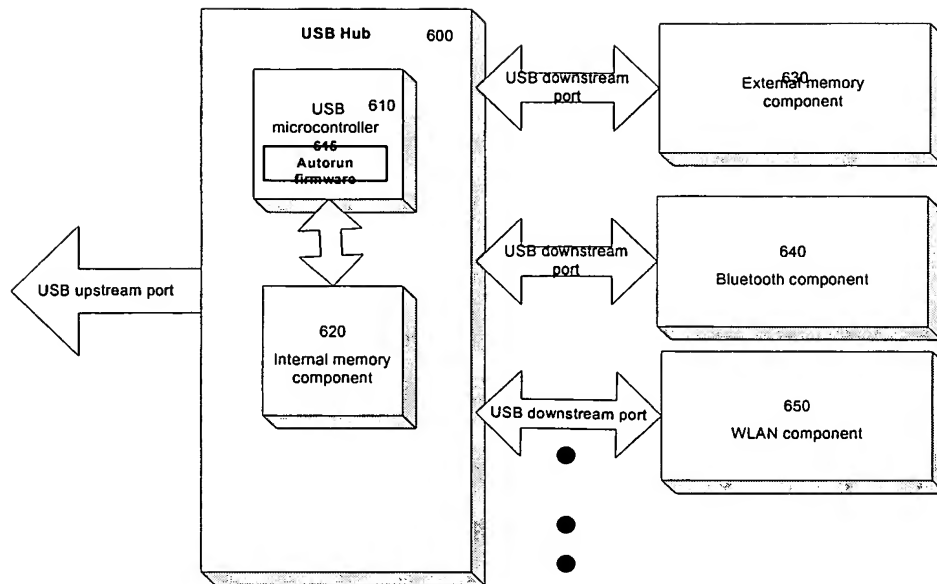 USB Hub 600
610
USB
microcontroller
615
Autorun
firmware
620
Internal memory
component
USB upstream port
USB downstream
port
630
External memory
component
USB downstream
port
640
Bluetooth component
USB downstream port
650
WLAN component